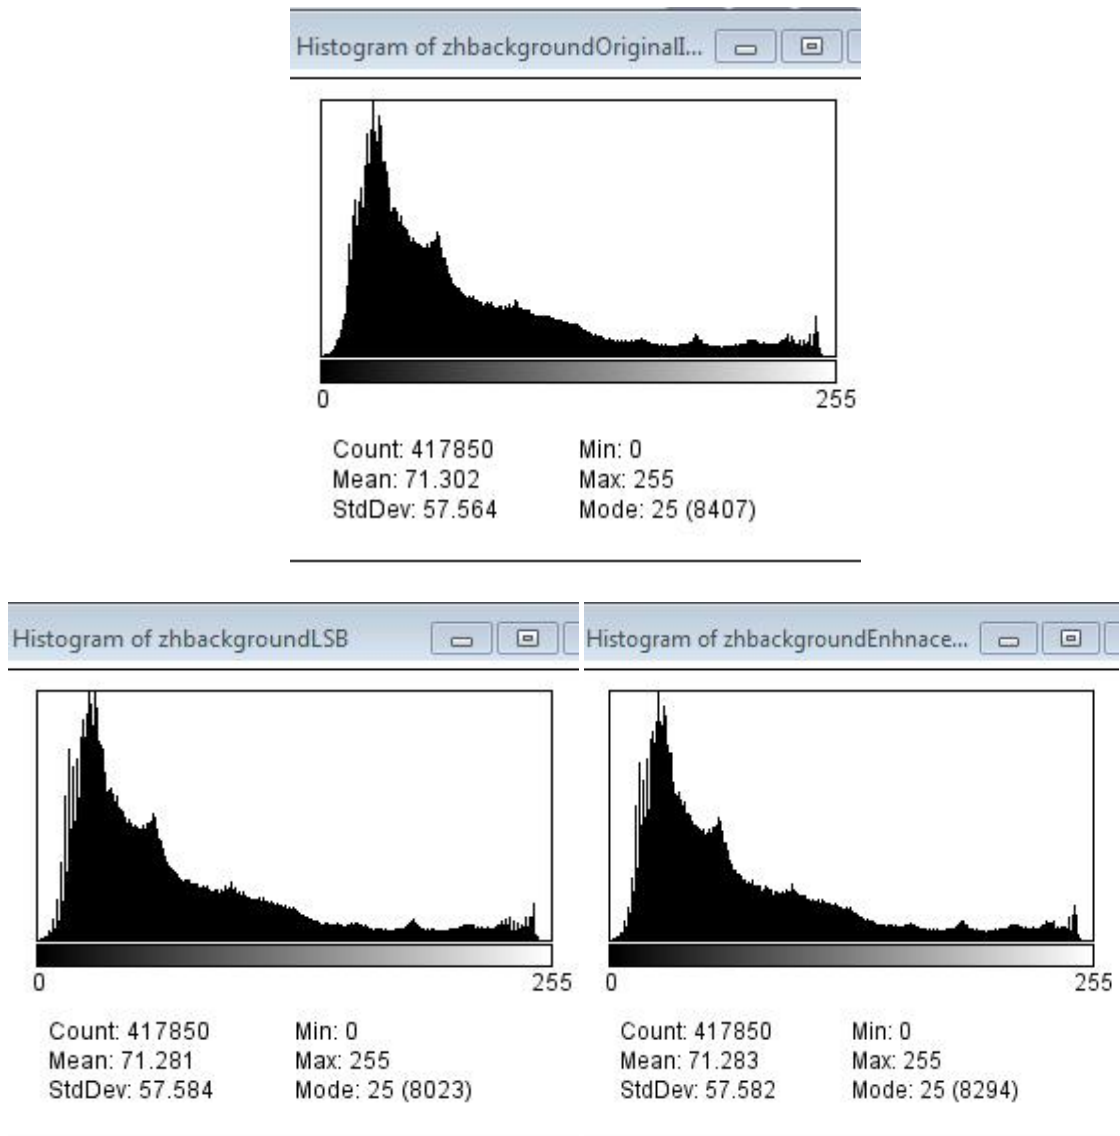 Histogram of zhbackgroundOriginalI...
0 255
Count: 417850 Min: 0
Mean: 71.302 Max: 255
StdDev: 57.564 Mode: 25 (8407)
Histogram of zhbackgroundLSB
0 255
Count: 417850 Min: 0
Mean: 71.281 Max: 255
StdDev: 57.584 Mode: 25 (8023)
Histogram of zhbackgroundEnhnace...
0 255
Count: 417850 Min: 0
Mean: 71.283 Max: 255
StdDev: 57.582 Mode: 25 (8294)